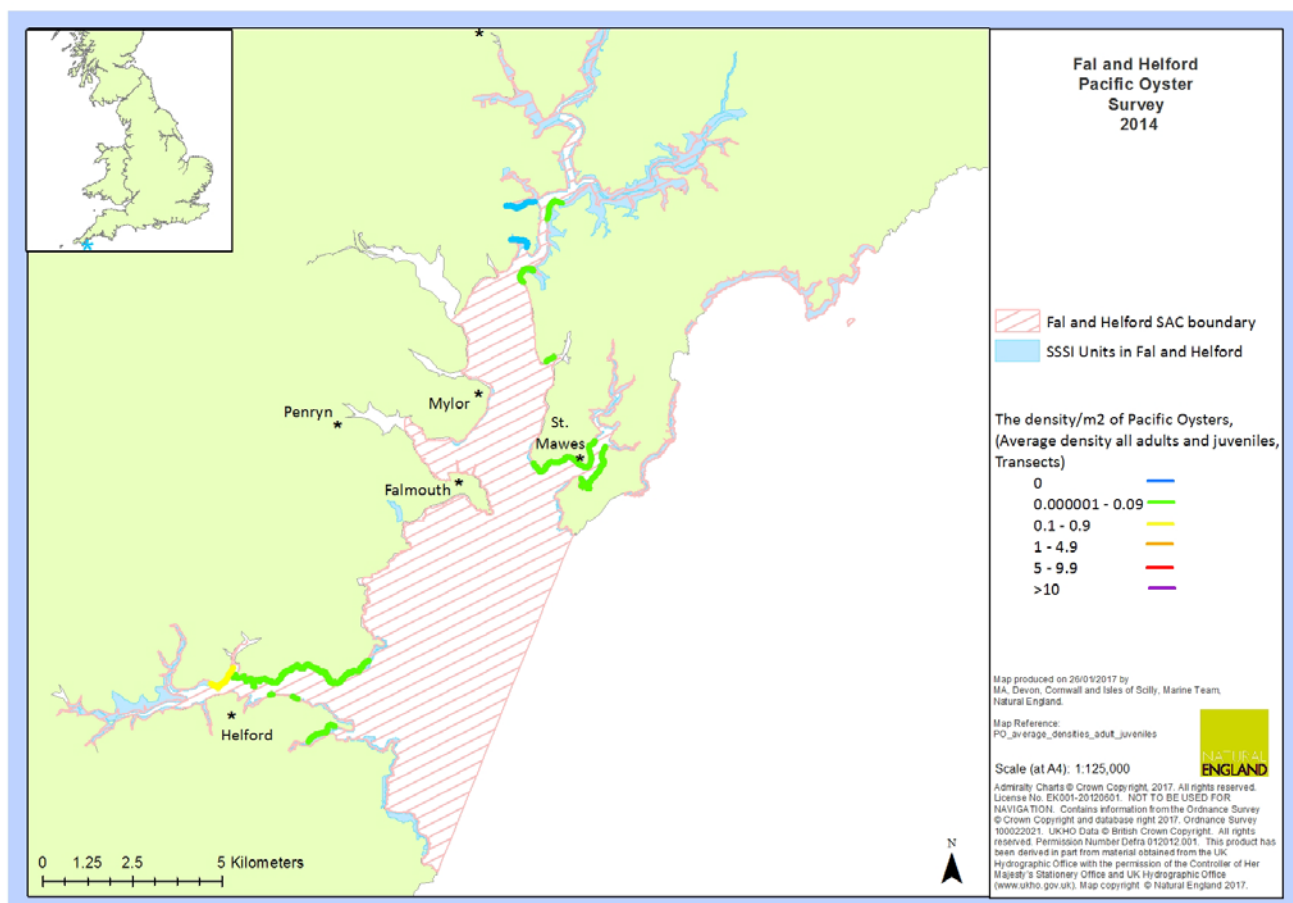 Fal and Helford
Pacific Oyster
Survey
2014
Fal and Helford SAC boundary
SSSI Units in Fal and Helford
The density/m2 of Pacific Oysters,
(Average density all adults and juveniles,
Transects)
0
0.000001 - 0.09
0.1 - 0.9
1 - 4.9
5 - 9.9
>10
Map produced on 26/01/2017 by
MA, Devon, Cornwall and Isles of Scilly, Marine Team,
Natural England.
Map Reference:
PO_average_densities_adult_juveniles
Scale (at A4): 1:125,000
NATURAL
ENGLAND
Admiralty Charts © Crown Copyright, 2017. All rights reserved.
License No. EK001-20120601. NOT TO BE USED FOR
NAVIGATION. Contains information from the Ordnance Survey
© Crown Copyright and database right 2017. Ordnance Survey
100022021. UKHO Data © British Crown Copyright. All rights
reserved. Permission Number Defra 012012.001. This product has
been derived in part from material obtained from the UK
Hydrographic Office with the permission of the Controller of Her
Majesty's Stationery Office and UK Hydrographic Office
(www.ukho.gov.uk). Map copyright © Natural England 2017.
Mylor
Penryn
St.
Mawes
Falmouth
Helford
0 1.25 2.5 5 Kilometers
N